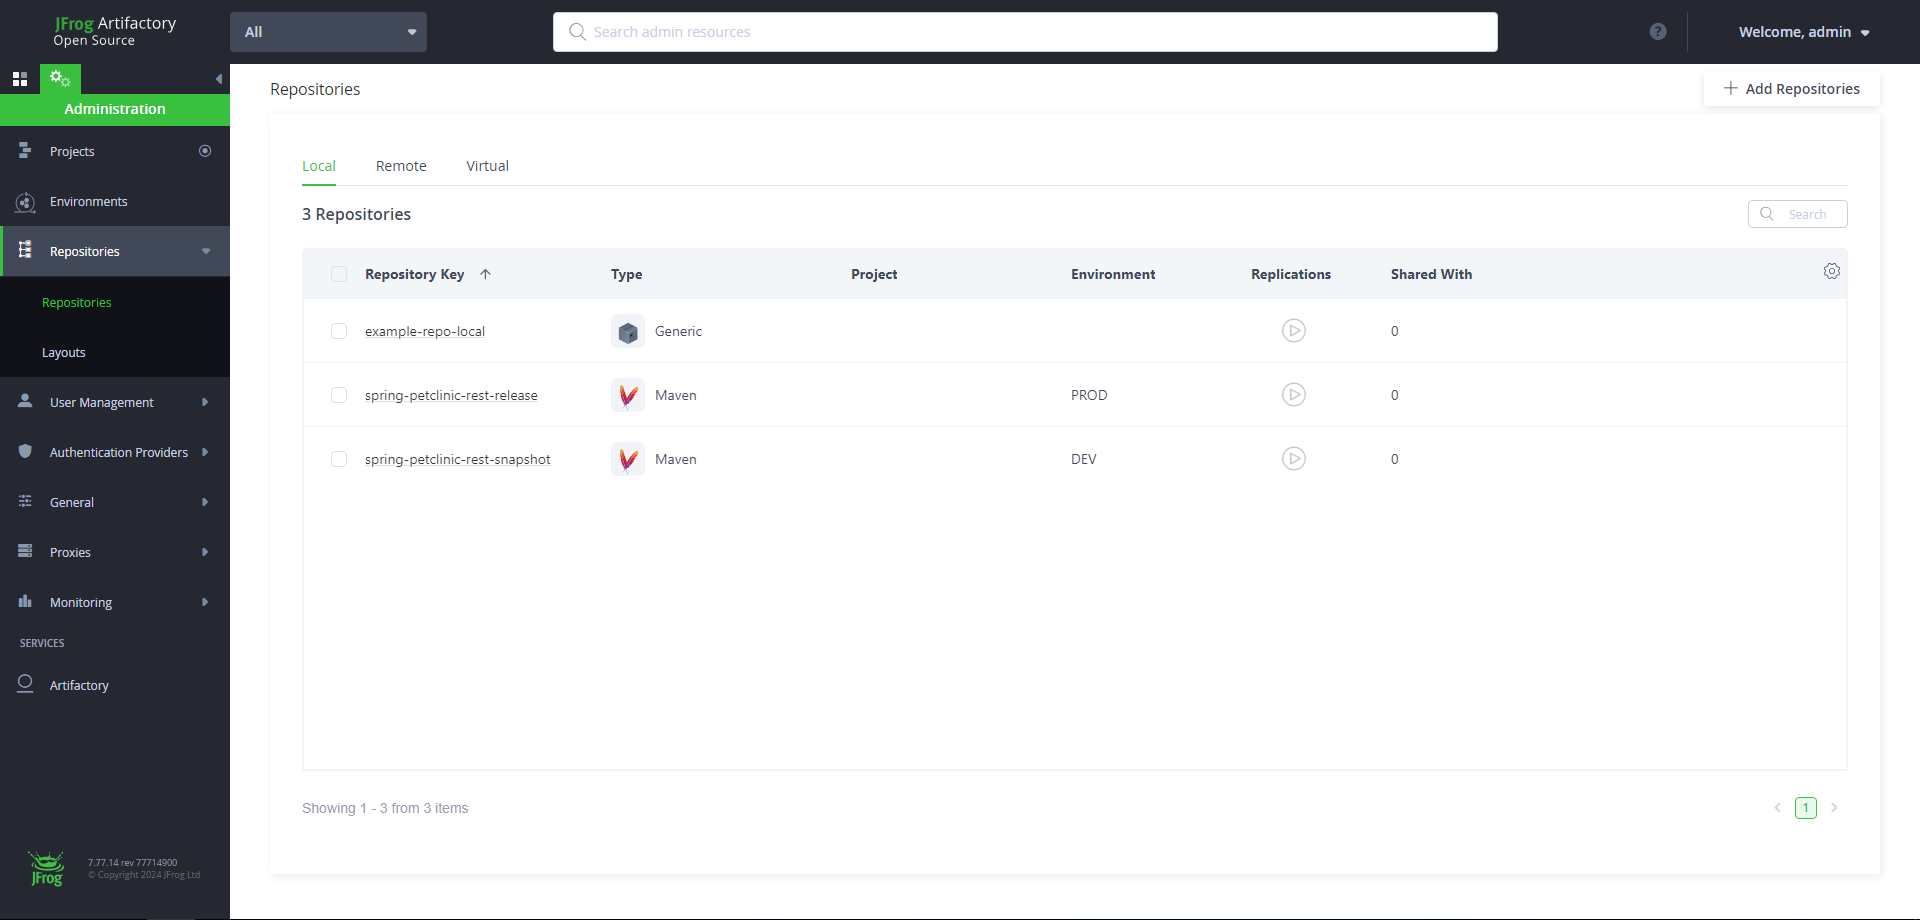 JFrog Artifactory
Open Source
All
Search admin resources
?
Welcome, admin
Administration
Projects
Environments
Repositories
Repositories
Layouts
User Management
Authentication Providers
General
Proxies
Monitoring
SERVICES
Artifactory
JFrog
7.77.14 rev 77714900
© Copyright 2024 JFrog Ltd
Repositories
Add Repositories
Local Remote Virtual
3 Repositories
Search
Repository Key Type Project Environment Replications Shared With
example-repo-local Generic 0
spring-petclinic-rest-release Maven PROD 0
spring-petclinic-rest-snapshot Maven DEV 0
Showing 1 - 3 from 3 items
1